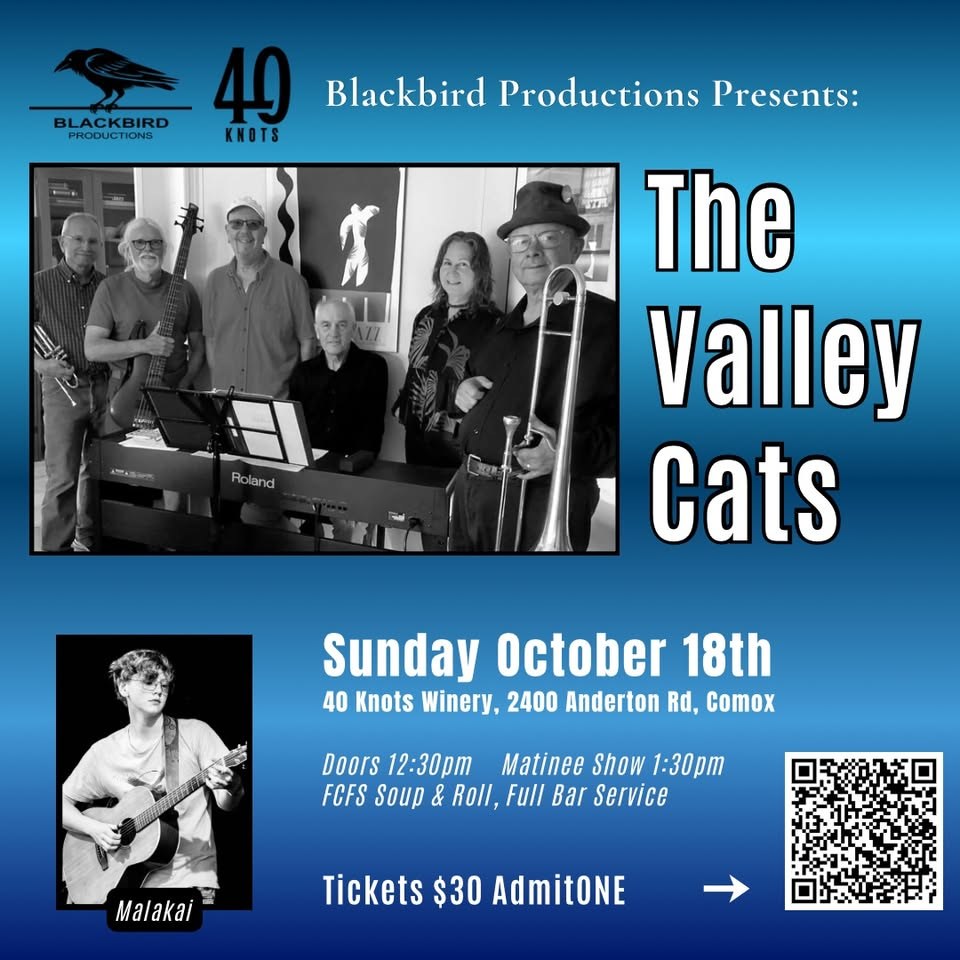 BLACKBIRD
PRODUCTIONS
40
KNOTS
Blackbird Productions Presents:
The
Valley
Cats
JAZZ
Roland
Sunday October 18th
40 Knots Winery, 2400 Anderton Rd, Comox
Doors 12:30pm Matinee Show 1:30pm
FCFS Soup & Roll, Full Bar Service
Tickets $30 AdmitONE
Malakai